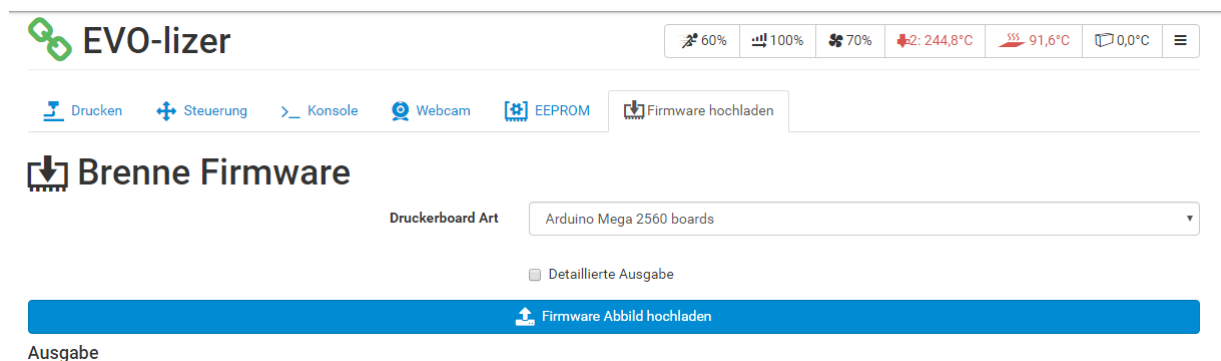 EVO-lizer
60% 100% 70% 2: 244,8°C 91,6°C 0,0°C
Drucken Steuerung Konsole Webcam EEPROM Firmware hochladen
Brenne Firmware
Druckerboard Art Arduino Mega 2560 boards
Detaillierte Ausgabe
Firmware Abbild hochladen
Ausgabe